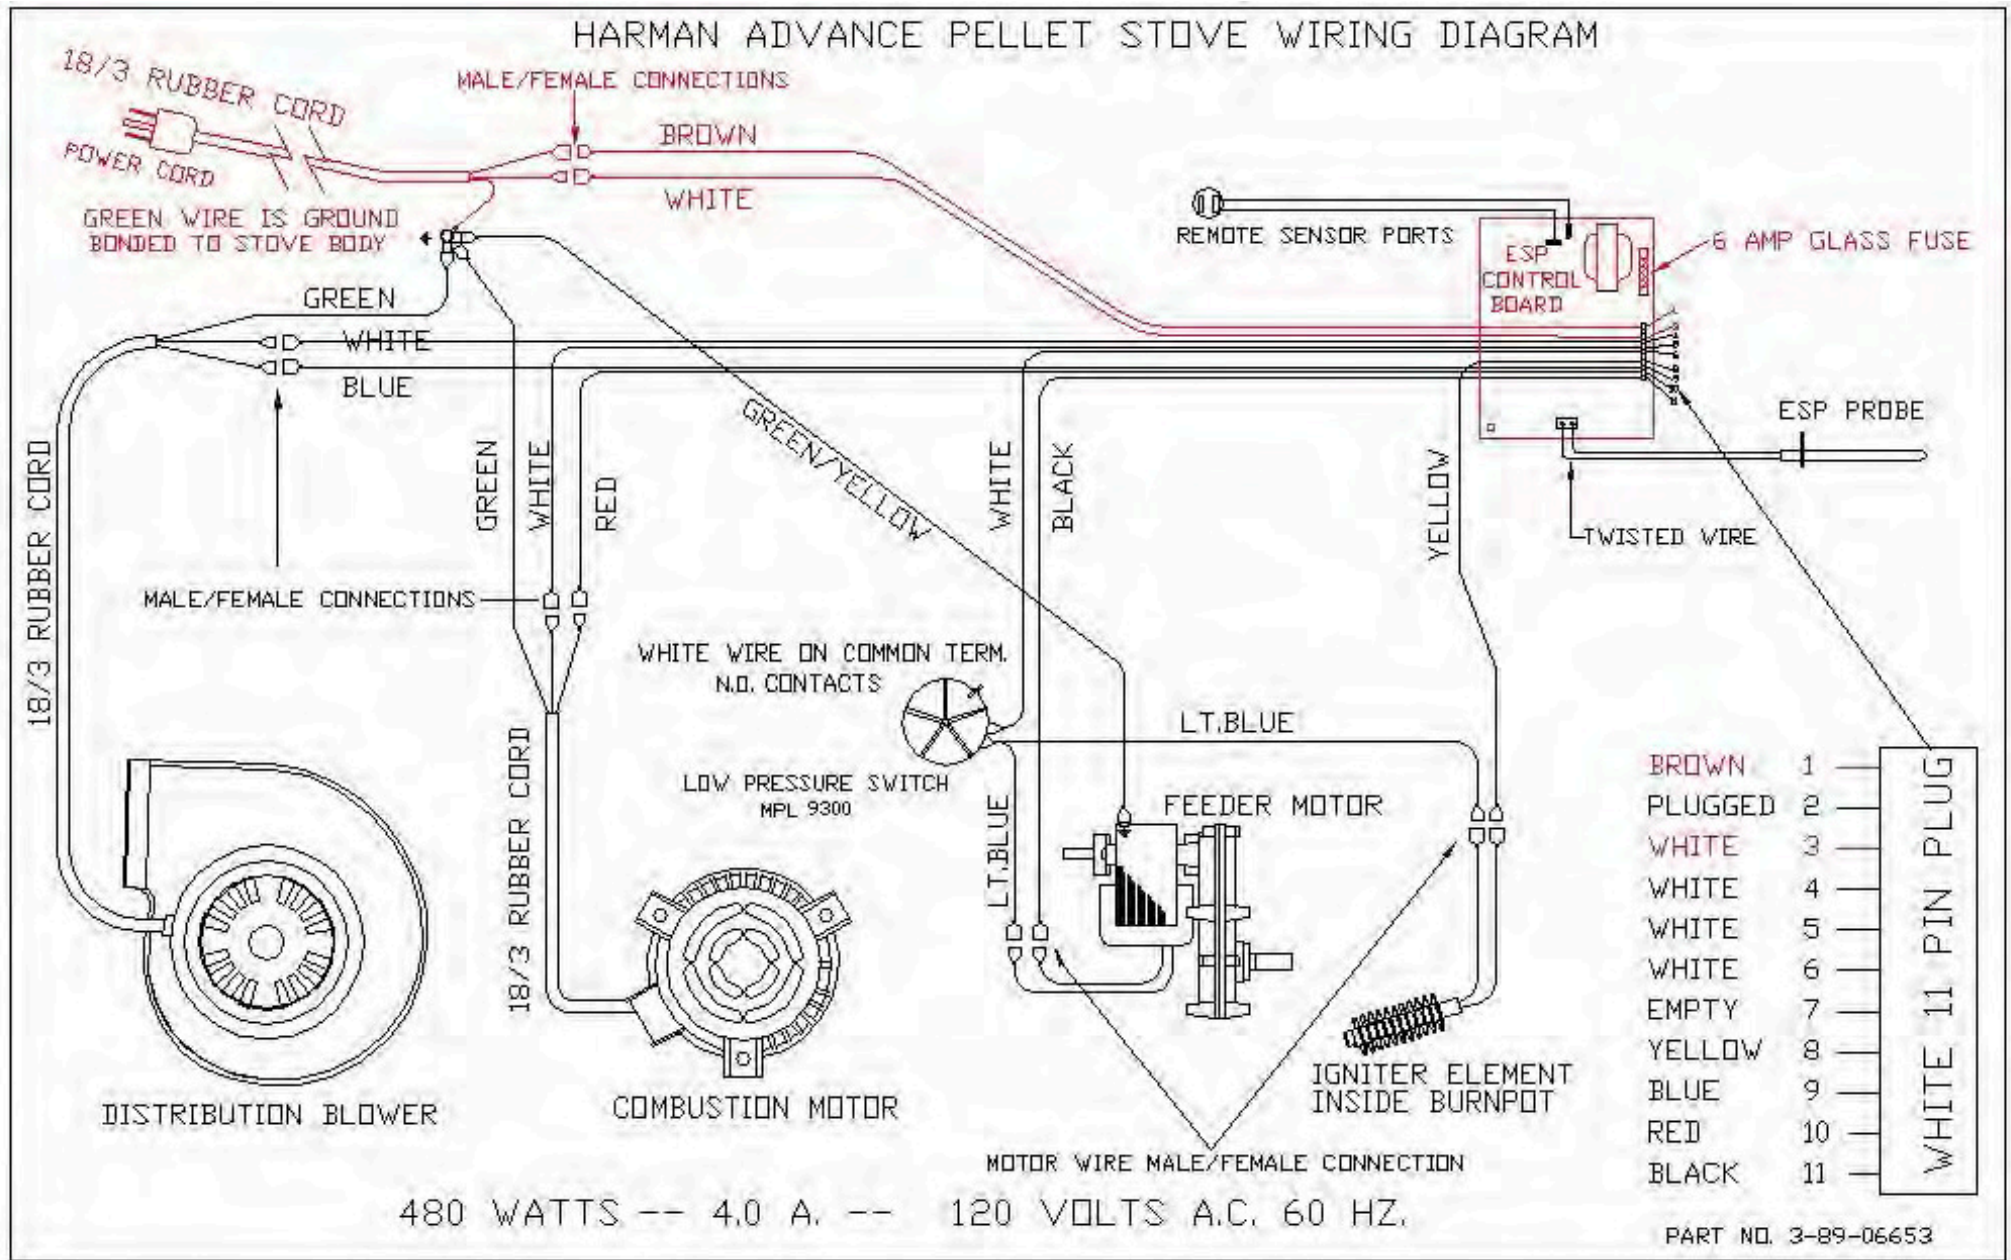 HARMAN ADVANCE PELLET STOVE WIRING DIAGRAM
18/3 RUBBER CORD
POWER CORD
MALE/FEMALE CONNECTIONS
BROWN
WHITE
GREEN WIRE IS GROUND
BONDED TO STOVE BODY
REMOTE SENSOR PORTS
ESP
CONTROL
BOARD
6 AMP GLASS FUSE
GREEN
WHITE
BLUE
18/3 RUBBER CORD
GREEN
WHITE
RED
GREEN/YELLOW
WHITE
BLACK
YELLOW
ESP PROBE
TWISTED WIRE
MALE/FEMALE CONNECTIONS
WHITE WIRE ON COMMON TERM.
N.O. CONTACTS
LOW PRESSURE SWITCH
MPL 9300
LT.BLUE
LT.BLUE
FEEDER MOTOR
18/3 RUBBER CORD
DISTRIBUTION BLOWER
COMBUSTION MOTOR
IGNITER ELEMENT
INSIDE BURNPOT
MOTOR WIRE MALE/FEMALE CONNECTION
BROWN 1
PLUGGED 2
WHITE 3
WHITE 4
WHITE 5
WHITE 6
EMPTY 7
YELLOW 8
BLUE 9
RED 10
BLACK 11
WHITE 11 PIN PLUG
480 WATTS -- 4.0 A. -- 120 VOLTS A.C. 60 HZ.
PART NO. 3-89-06653